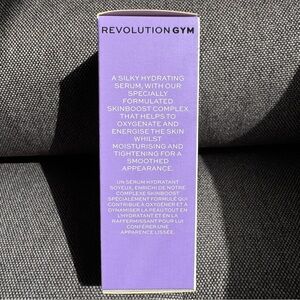 REVOLUTION GYM
A SILKY HYDRATING
SERUM, WITH OUR
SPECIALLY
FORMULATED
SKINBOOST COMPLEX
THAT HELPS TO
OXYGENATE AND
ENERGISE THE SKIN
WHILST
MOISTURISING AND
TIGHTENING FOR A
SMOOTHED
APPEARANCE.
UN SÉRUM HYDRATANT
SOYEUX, ENRICHI DE NOTRE
COMPLEXE SKINBOOST
SPÉCIALEMENT FORMULÉ QUI
CONTRIBUE À OXYGÉNER ET À
DYNAMISER LA PEAU TOUT EN
L'HYDRATANT ET EN LA
RAFFERMISSANT POUR LUI
CONFÉRER UNE
APPARENCE LISSÉE.